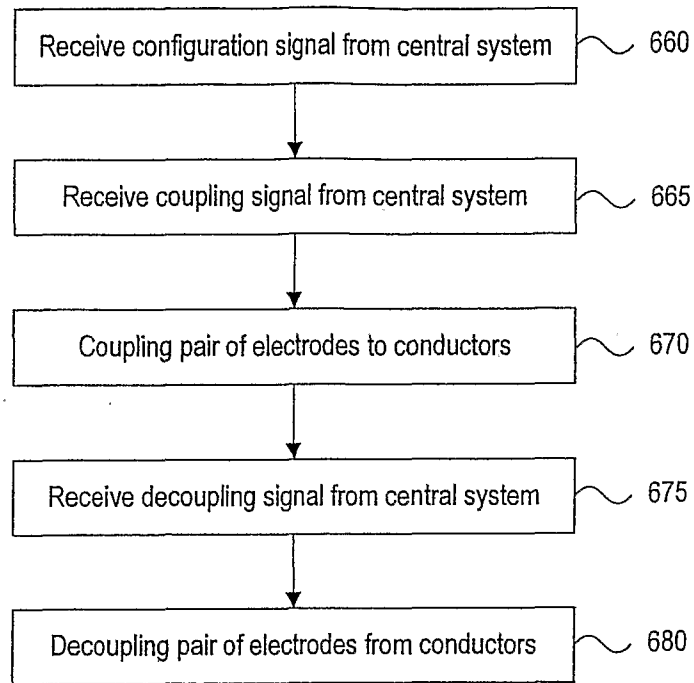 Receive configuration signal from central system 660
Receive coupling signal from central system 665
Coupling pair of electrodes to conductors 670
Receive decoupling signal from central system 675
Decoupling pair of electrodes from conductors 680